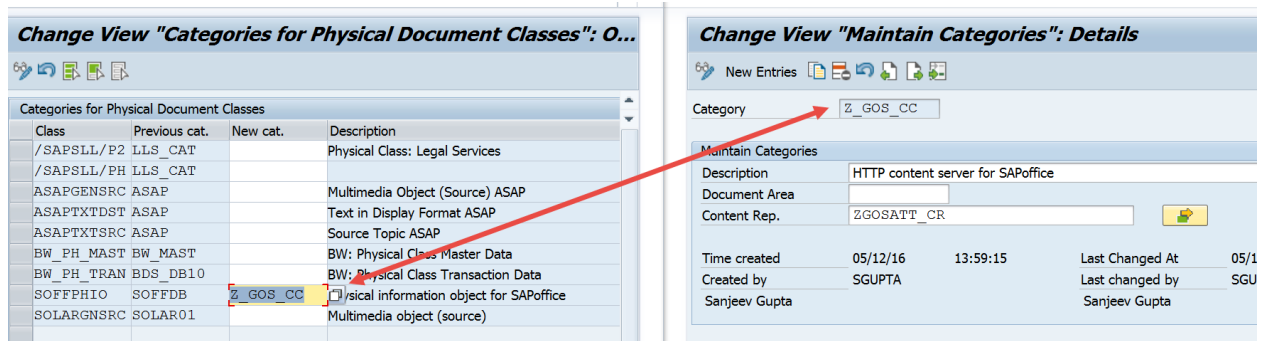 Change View "Categories for Physical Document Classes": O...
Categories for Physical Document Classes
Class Previous cat. New cat. Description
/SAPSLL/P2 LLS_CAT Physical Class: Legal Services
/SAPSLL/PH LLS_CAT
ASAPGENSRC ASAP Multimedia Object (Source) ASAP
ASAPTXTDST ASAP Text in Display Format ASAP
ASAPTXTSRC ASAP Source Topic ASAP
BW_PH_MAST BW_MAST BW: Physical Class Master Data
BW_PH_TRAN BDS_DB10 BW: Physical Class Transaction Data
SOFFPHIO SOFFDB Z_GOS_CC ysical information object for SAPoffice
SOLARGNSRC SOLAR01 Multimedia object (source)
Change View "Maintain Categories": Details
New Entries
Category Z_GOS_CC
Maintain Categories
Description HTTP content server for SAPoffice
Document Area
Content Rep. ZGOSATT_CR
Time created 05/12/16 13:59:15 Last Changed At 05/1
Created by SGUPTA Last changed by SGU
Sanjeev Gupta Sanjeev Gupta